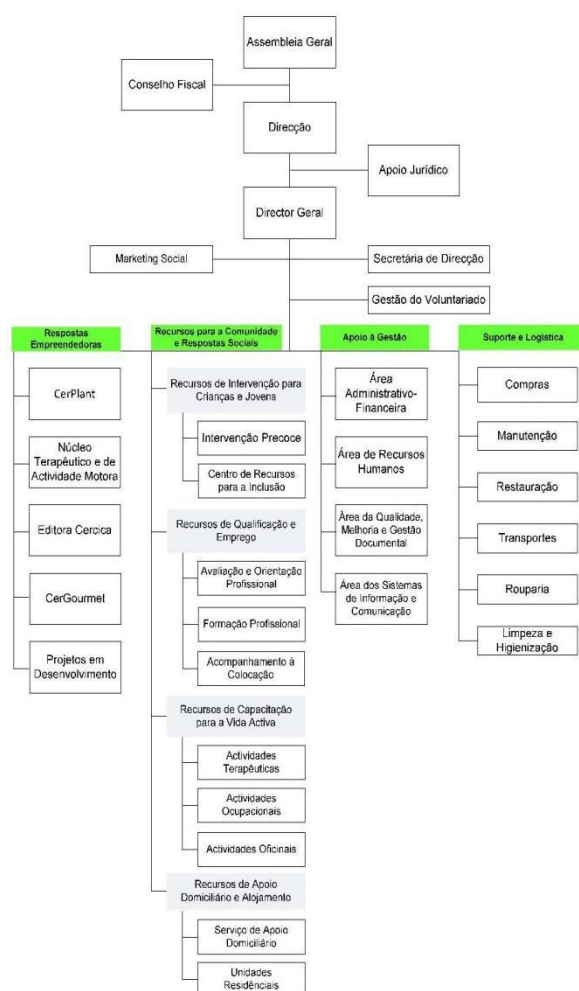 Assembleia Geral
Conselho Fiscal
Direcção
Apoio Jurídico
Director Geral
Marketing Social
Secretária de Direcção
Gestão do Voluntariado
Respostas
Empreendedoras
CerPlant
Núcleo
Terapêutico e de
Actividade Motora
Editora Cercica
CerGourmet
Projetos em
Desenvolvimento
Recursos para a Comunidade
e Respostas Sociais
Recursos de Intervenção para
Crianças e Jovens
Intervenção Precoce
Centro de Recursos
para a Inclusão
Recursos de Qualificação e
Emprego
Avaliação e Orientação
Profissional
Formação Profissional
Acompanhamento à
Colocação
Recursos de Capacitação
para a Vida Activa
Actividades
Terapêuticas
Actividades
Ocupacionais
Actividades Oficinais
Recursos de Apoio
Domiciliário e Alojamento
Serviço de Apoio
Domiciliário
Unidades
Residênciais
Apoio à Gestão
Área
Administrativo-
Financeira
Área de Recursos
Humanos
Àrea da Qualidade,
Melhoria e Gestão
Documental
Área dos Sistemas
de Informação e
Comunicação
Suporte e Logística
Compras
Manutenção
Restauração
Transportes
Rouparia
Limpeza e
Higienização